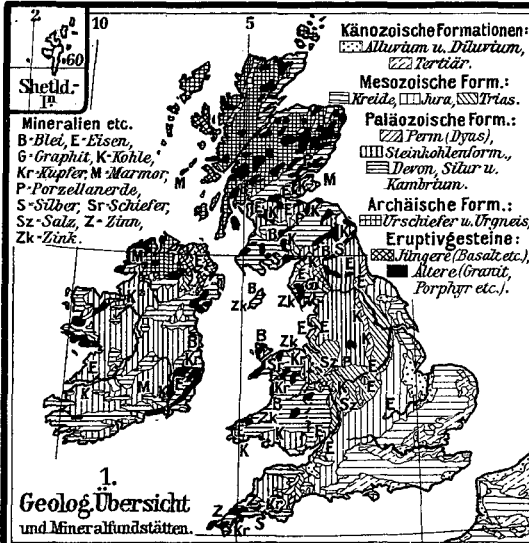 2
10
5
60
Shetld.-
In.
Mineralien etc.
B-Blei, E-Eisen,
G-Graphit, K-Kohle,
Kr-Kupfer, M-Marmor,
P-Porzellanerde,
S-Silber, Sr-Schiefer,
Sz-Salz, Z-Zinn,
Zk-Zink.
Känozoische Formationen:
Alluvium u. Diluvium,
Tertiär.
Mesozoische Form.:
Kreide, Jura, Trias.
Paläozoische Form.:
Perm (Dyas),
Steinkohlenform.,
Devon, Silur u.
Kambrium.
Archäische Form.:
Urschiefer u. Urgneis,
Eruptivgesteine:
Jüngere (Basalt etc.),
Ältere (Granit,
Porphyr etc.).
1.
Geolog. Übersicht
und Mineralfundstätten.